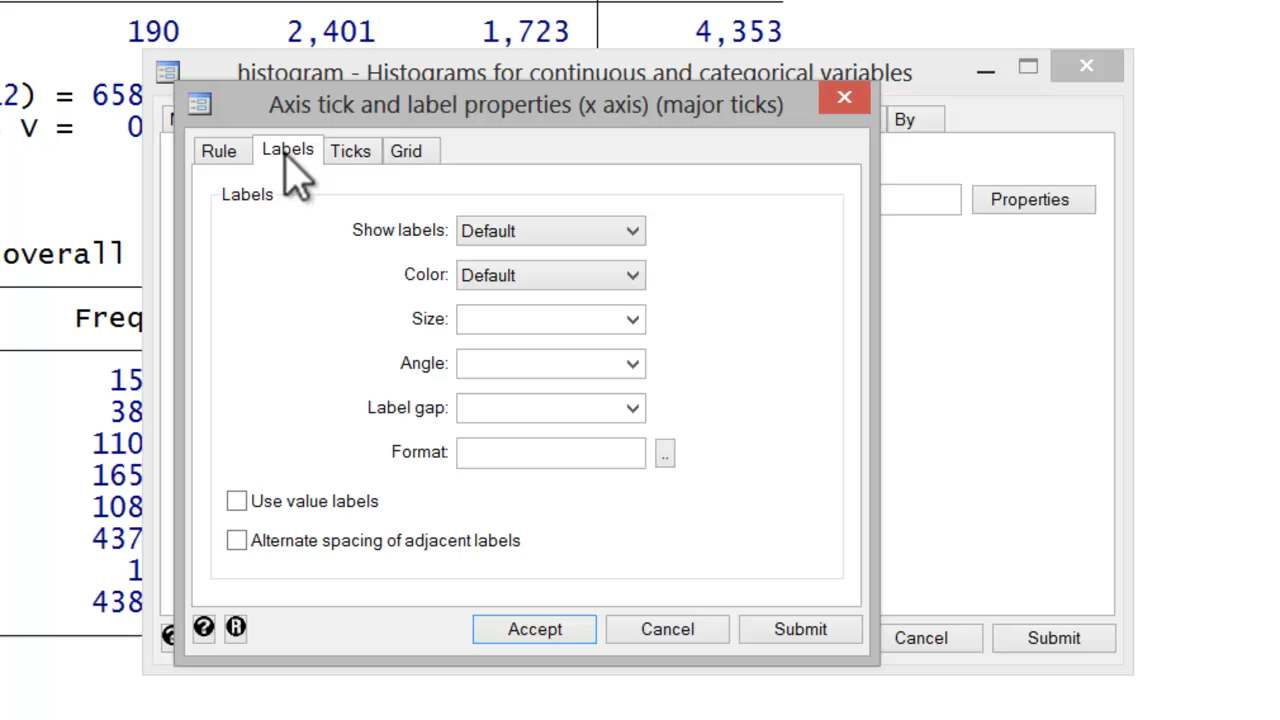 190 2,401 1,723 4,353
histogram - Histograms for continuous and categorical variables
) = 658
V = 0
By
Properties
Axis tick and label properties (x axis) (major ticks)
Rule Labels Ticks Grid
Labels
Show labels: Default
Color: Default
Size:
Angle:
Label gap:
Format:
..
Use value labels
Alternate spacing of adjacent labels
Accept Cancel Submit
Cancel Submit
overall
Freq
15
38
110
165
108
437
1
438